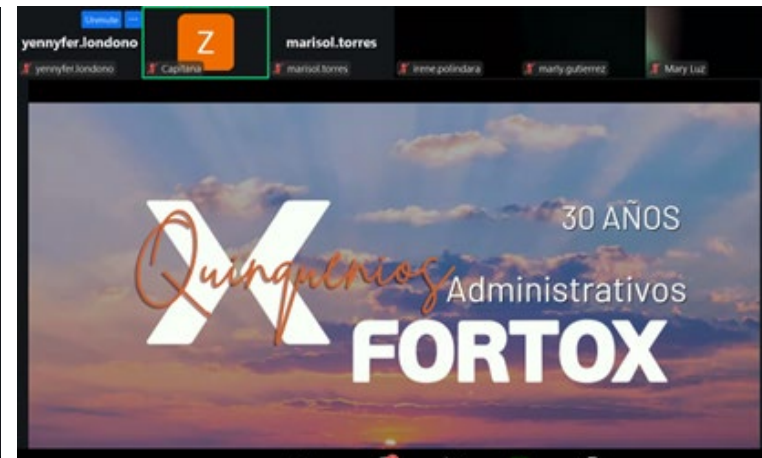 Unmute ...
yennyfer.londono
Z
marisol.torres
yennyfer.londono
Capitana
marisol.torres
irene.polindara
marly.gutierrez
Mary Luz
X
Quinquenios
30 AÑOS
Administrativos
FORTOX